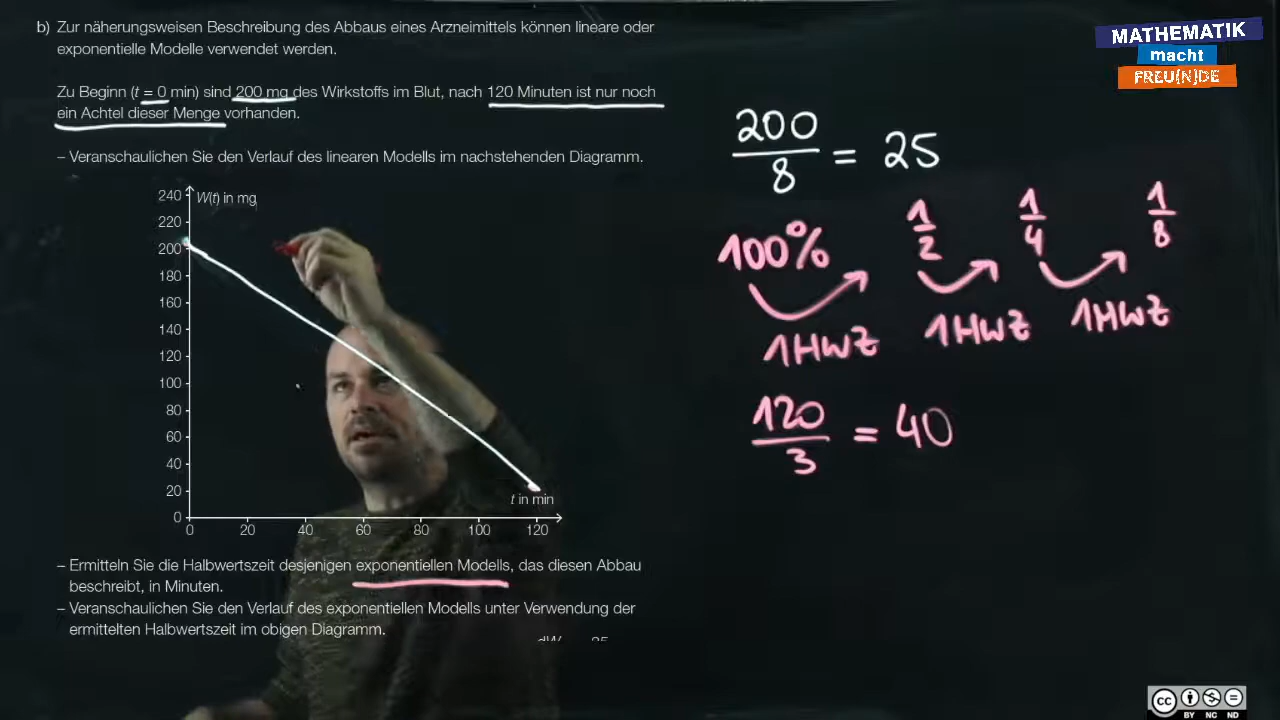 b) Zur näherungsweisen Beschreibung des Abbaus eines Arzneimittels können lineare oder
exponentielle Modelle verwendet werden.
Zu Beginn (t = 0 min) sind 200 mg des Wirkstoffs im Blut, nach 120 Minuten ist nur noch
ein Achtel dieser Menge vorhanden.
– Veranschaulichen Sie den Verlauf des linearen Modells im nachstehenden Diagramm.
240
W(t) in mg
220
200
180
160
140
120
100
80
60
40
20
0
t in min
0 20 40 60 80 100 120
– Ermitteln Sie die Halbwertszeit desjenigen exponentiellen Modells, das diesen Abbau
beschreibt, in Minuten.
– Veranschaulichen Sie den Verlauf des exponentiellen Modells unter Verwendung der
ermittelten Halbwertszeit im obigen Diagramm.
MATHEMATIK
macht
FREU(N)DE
200/8 = 25
100% 1/2 1/4 1/8
1HWZ 1HWZ 1HWZ
120/3 = 40
cc
BY NC ND